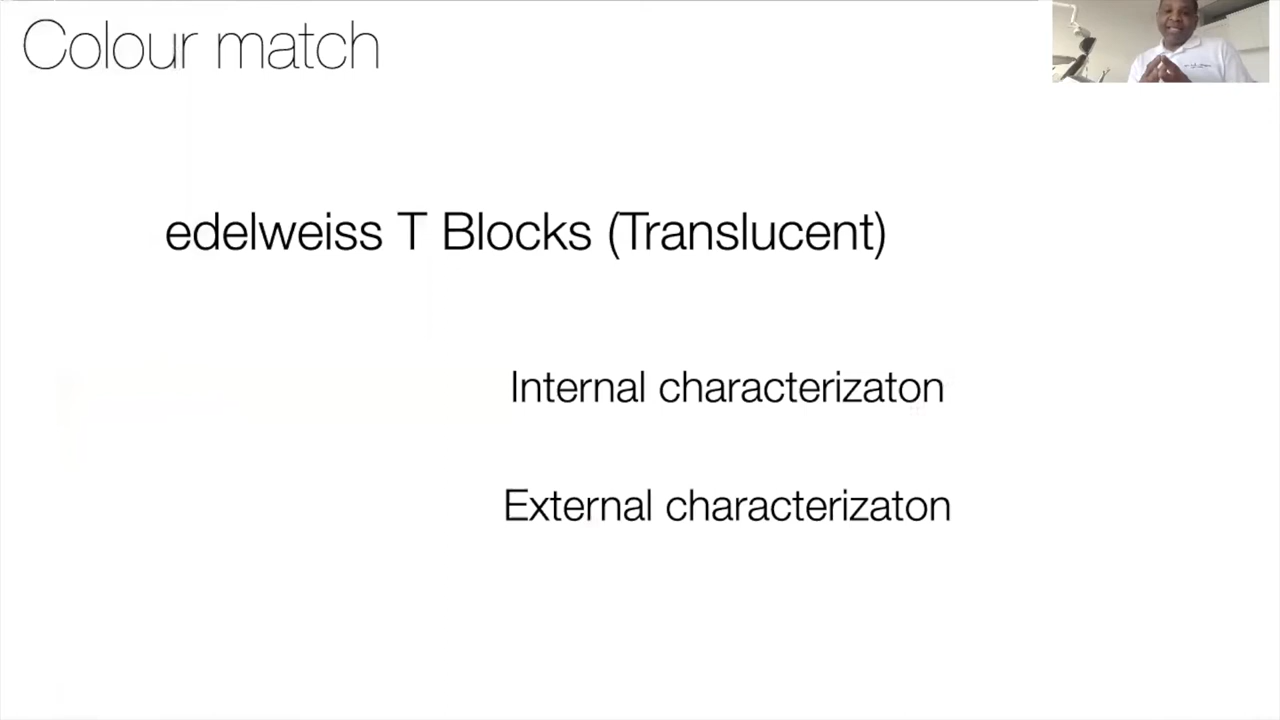 Colour match
edelweiss T Blocks (Translucent)
Internal characterizaton
External characterizaton